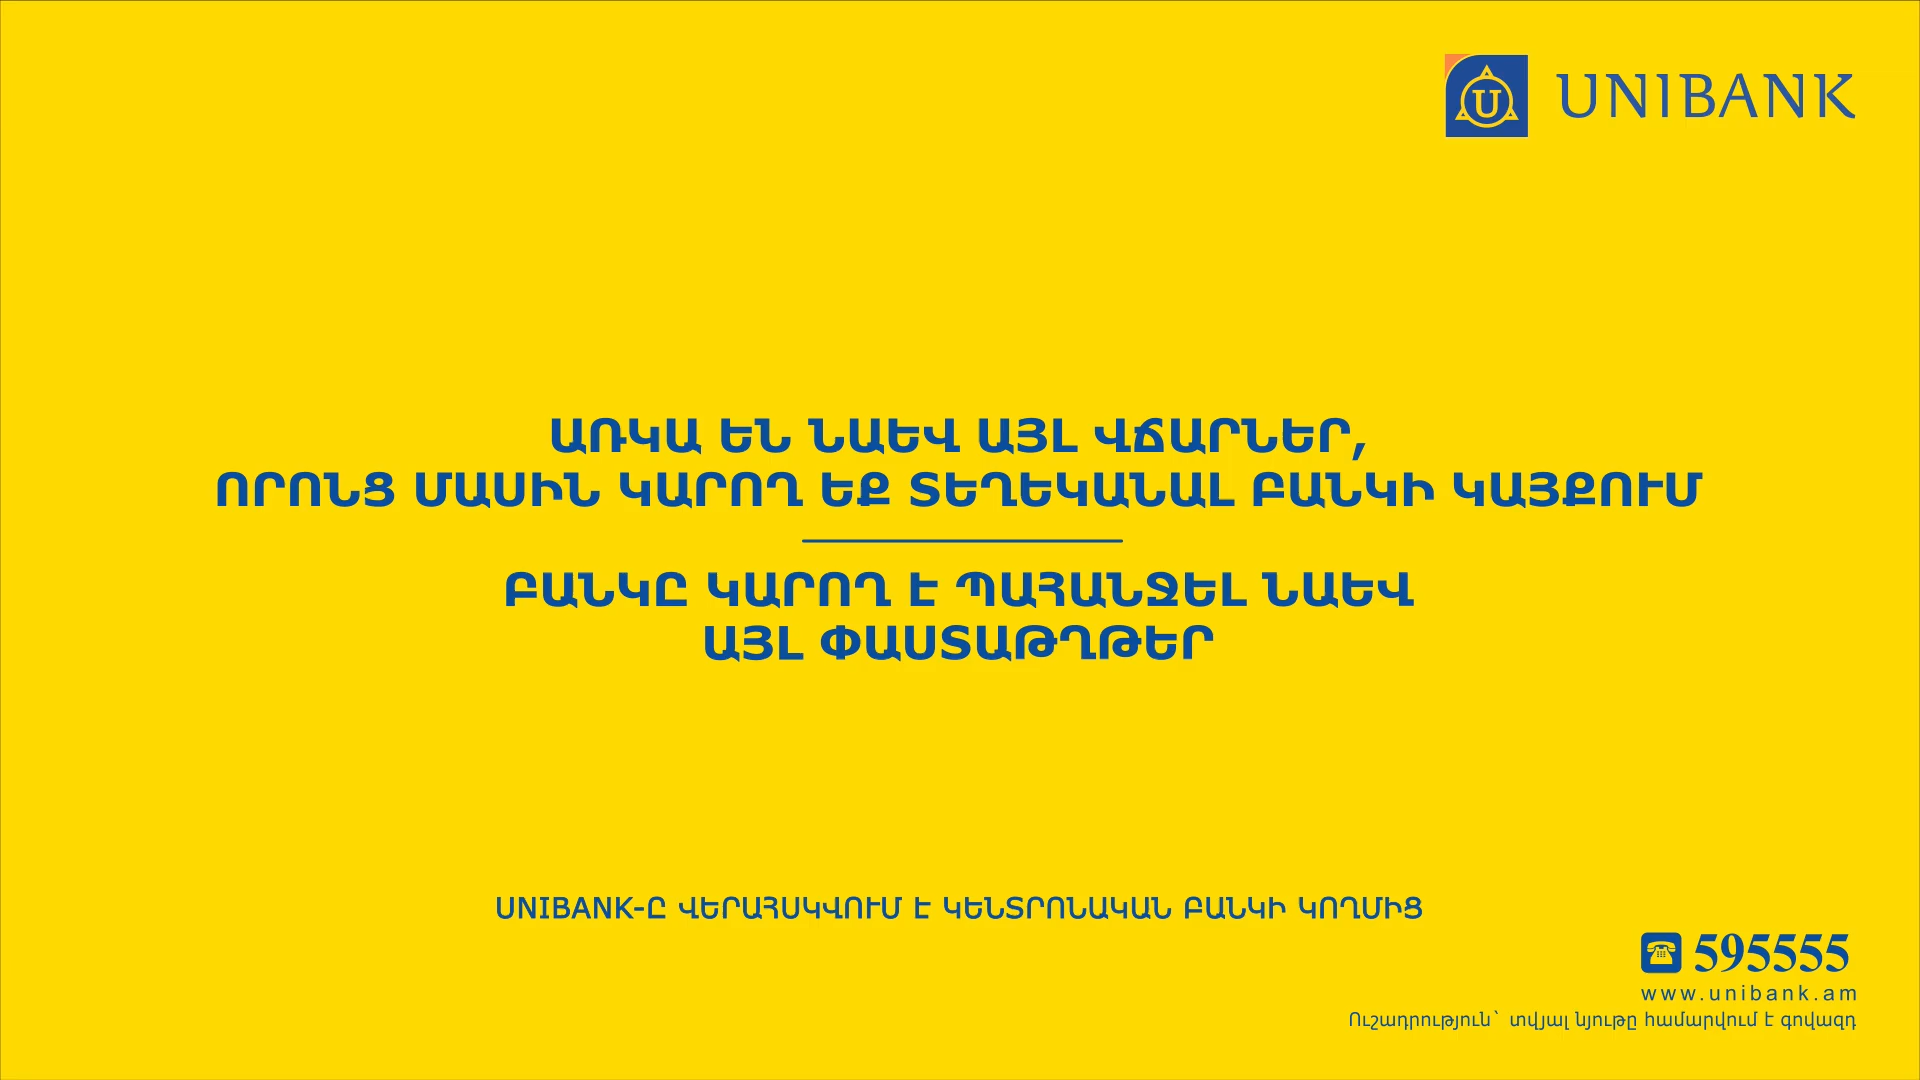 UNIBANK
ԱՌԿԱ ԵՆ ՆԱԵՎ ԱՅԼ ՎՃԱՐՆԵՐ,
ՈՐՈՆՑ ՄԱՍԻՆ ԿԱՐՈՂ ԵՔ ՏԵՂԵԿԱՆԱԼ ԲԱՆԿԻ ԿԱՅՔՈՒՄ
ԲԱՆԿԸ ԿԱՐՈՂ Է ՊԱՀԱՆՋԵԼ ՆԱԵՎ
ԱՅԼ ՓԱՍՏԱԹՂԹԵՐ
UNIBANK-Ը ՎԵՐԱՀՍԿՎՈՒՄ Է ԿԵՆՏՐՈՆԱԿԱՆ ԲԱՆԿԻ ԿՈՂՄԻՑ
595555
www.unibank.am
Ուշադրություն` տվյալ նյութը համարվում է գովազդ